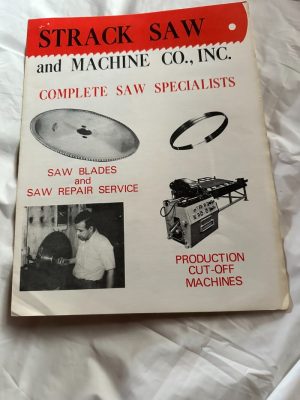 STRACK SAW
and MACHINE CO., INC.
COMPLETE SAW SPECIALISTS
SAW BLADES
and
SAW REPAIR SERVICE
PRODUCTION
CUT-OFF
MACHINES